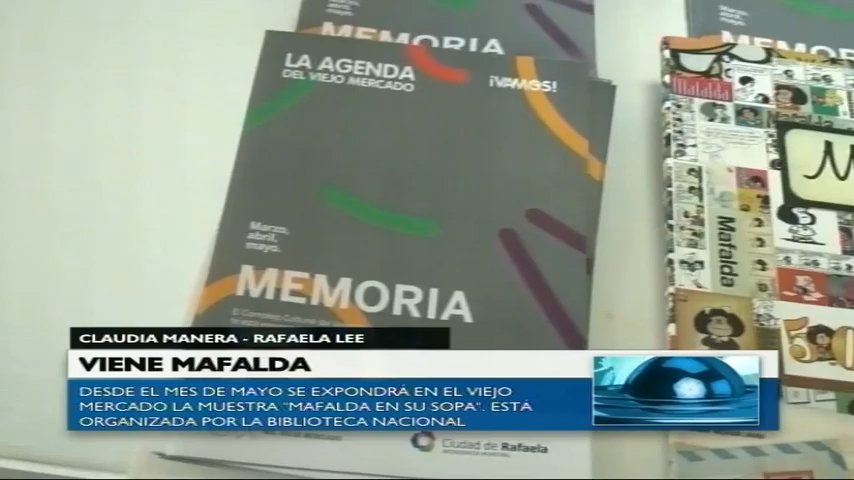 MEMORIA
LA AGENDA
DEL VIEJO MERCADO
¡VAMOS!
Marzo,
abril,
mayo.
MEMORIA
MEMORIA
Mafalda
Mafalda
Mafalda
CLAUDIA MANERA - RAFAELA LEE
VIENE MAFALDA
DESDE EL MES DE MAYO SE EXPONDRÁ EN EL VIEJO
MERCADO LA MUESTRA "MAFALDA EN SU SOPA". ESTÁ
ORGANIZADA POR LA BIBLIOTECA NACIONAL
Ciudad de Rafaela